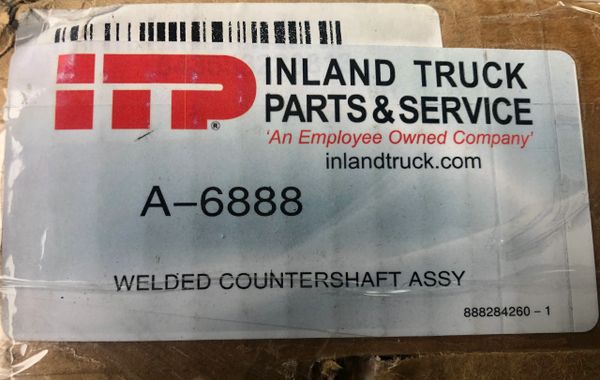 ITP® INLAND TRUCK
PARTS & SERVICE
'An Employee Owned Company'
inlandtruck.com
A-6888
WELDED COUNTERSHAFT ASSY
888284260-1